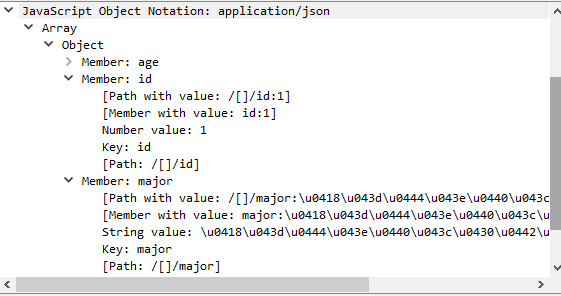 JavaScript Object Notation: application/json
Array
Object
Member: age
Member: id
[Path with value: /[]/id:1]
[Member with value: id:1]
Number value: 1
Key: id
[Path: /[]/id]
Member: major
[Path with value: /[]/major:\u0418\u043d\u0444\u043e\u0440\u043c
[Member with value: major:\u0418\u043d\u0444\u043e\u0440\u043c\u
String value: \u0418\u043d\u0444\u043e\u0440\u043c\u0430\u0442\u
Key: major
[Path: /[]/major]